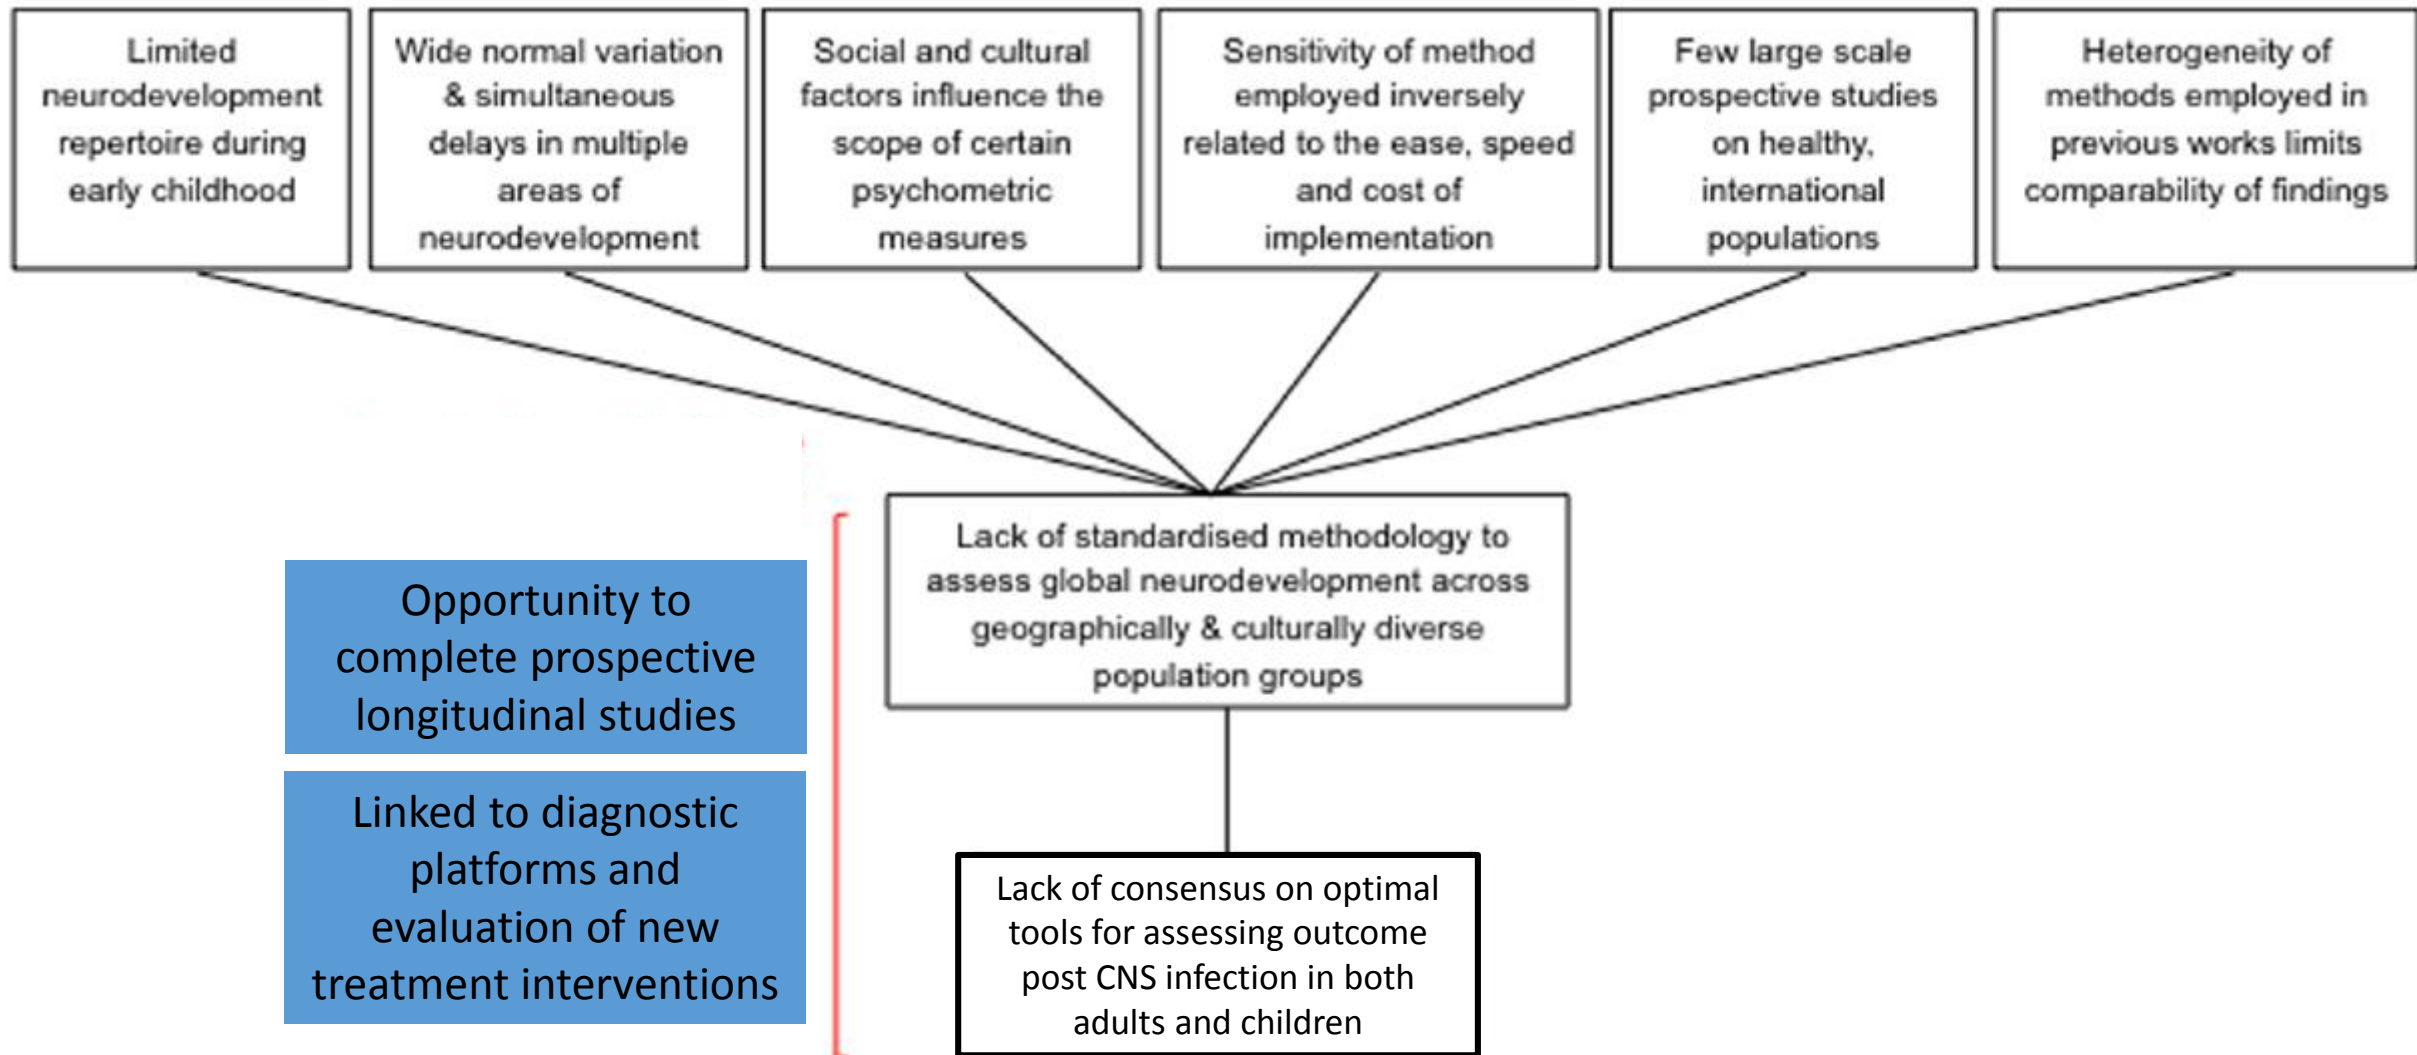 Limited
neurodevelopment
repertoire during
early childhood
Wide normal variation
& simultaneous
delays in multiple
areas of
neurodevelopment
Social and cultural
factors influence the
scope of certain
psychometric
measures
Sensitivity of method
employed inversely
related to the ease, speed
and cost of
implementation
Few large scale
prospective studies
on healthy,
international
populations
Heterogeneity of
methods employed in
previous works limits
comparability of findings
Lack of standardised methodology to
assess global neurodevelopment across
geographically & culturally diverse
population groups
Opportunity to
complete prospective
longitudinal studies
Linked to diagnostic
platforms and
evaluation of new
treatment interventions
Lack of consensus on optimal
tools for assessing outcome
post CNS infection in both
adults and children